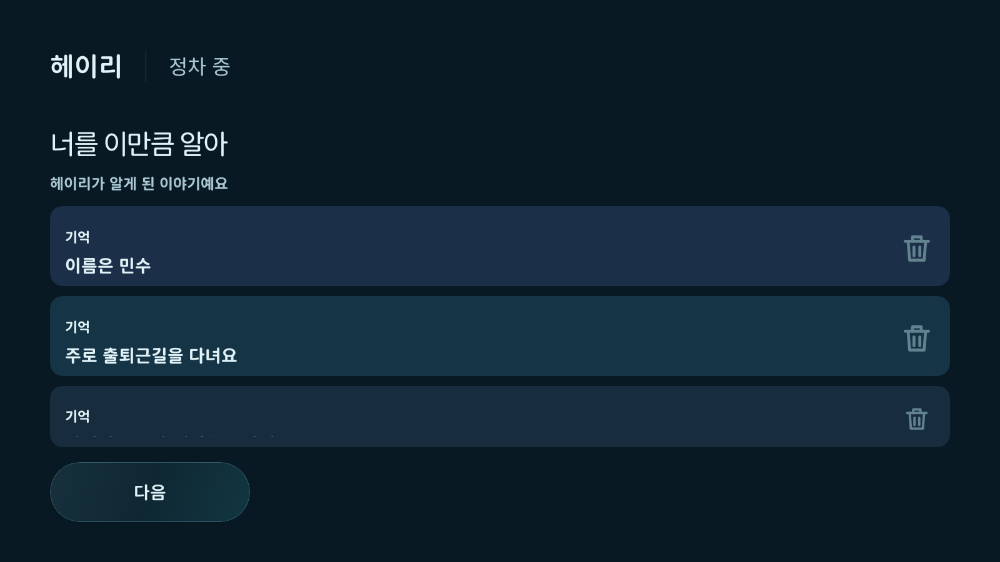 헤이리
정차 중
너를 이만큼 알아
헤이리가 알게 된 이야기예요
기억
이름은 민수
기억
주로 출퇴근길을 다녀요
기억
다음